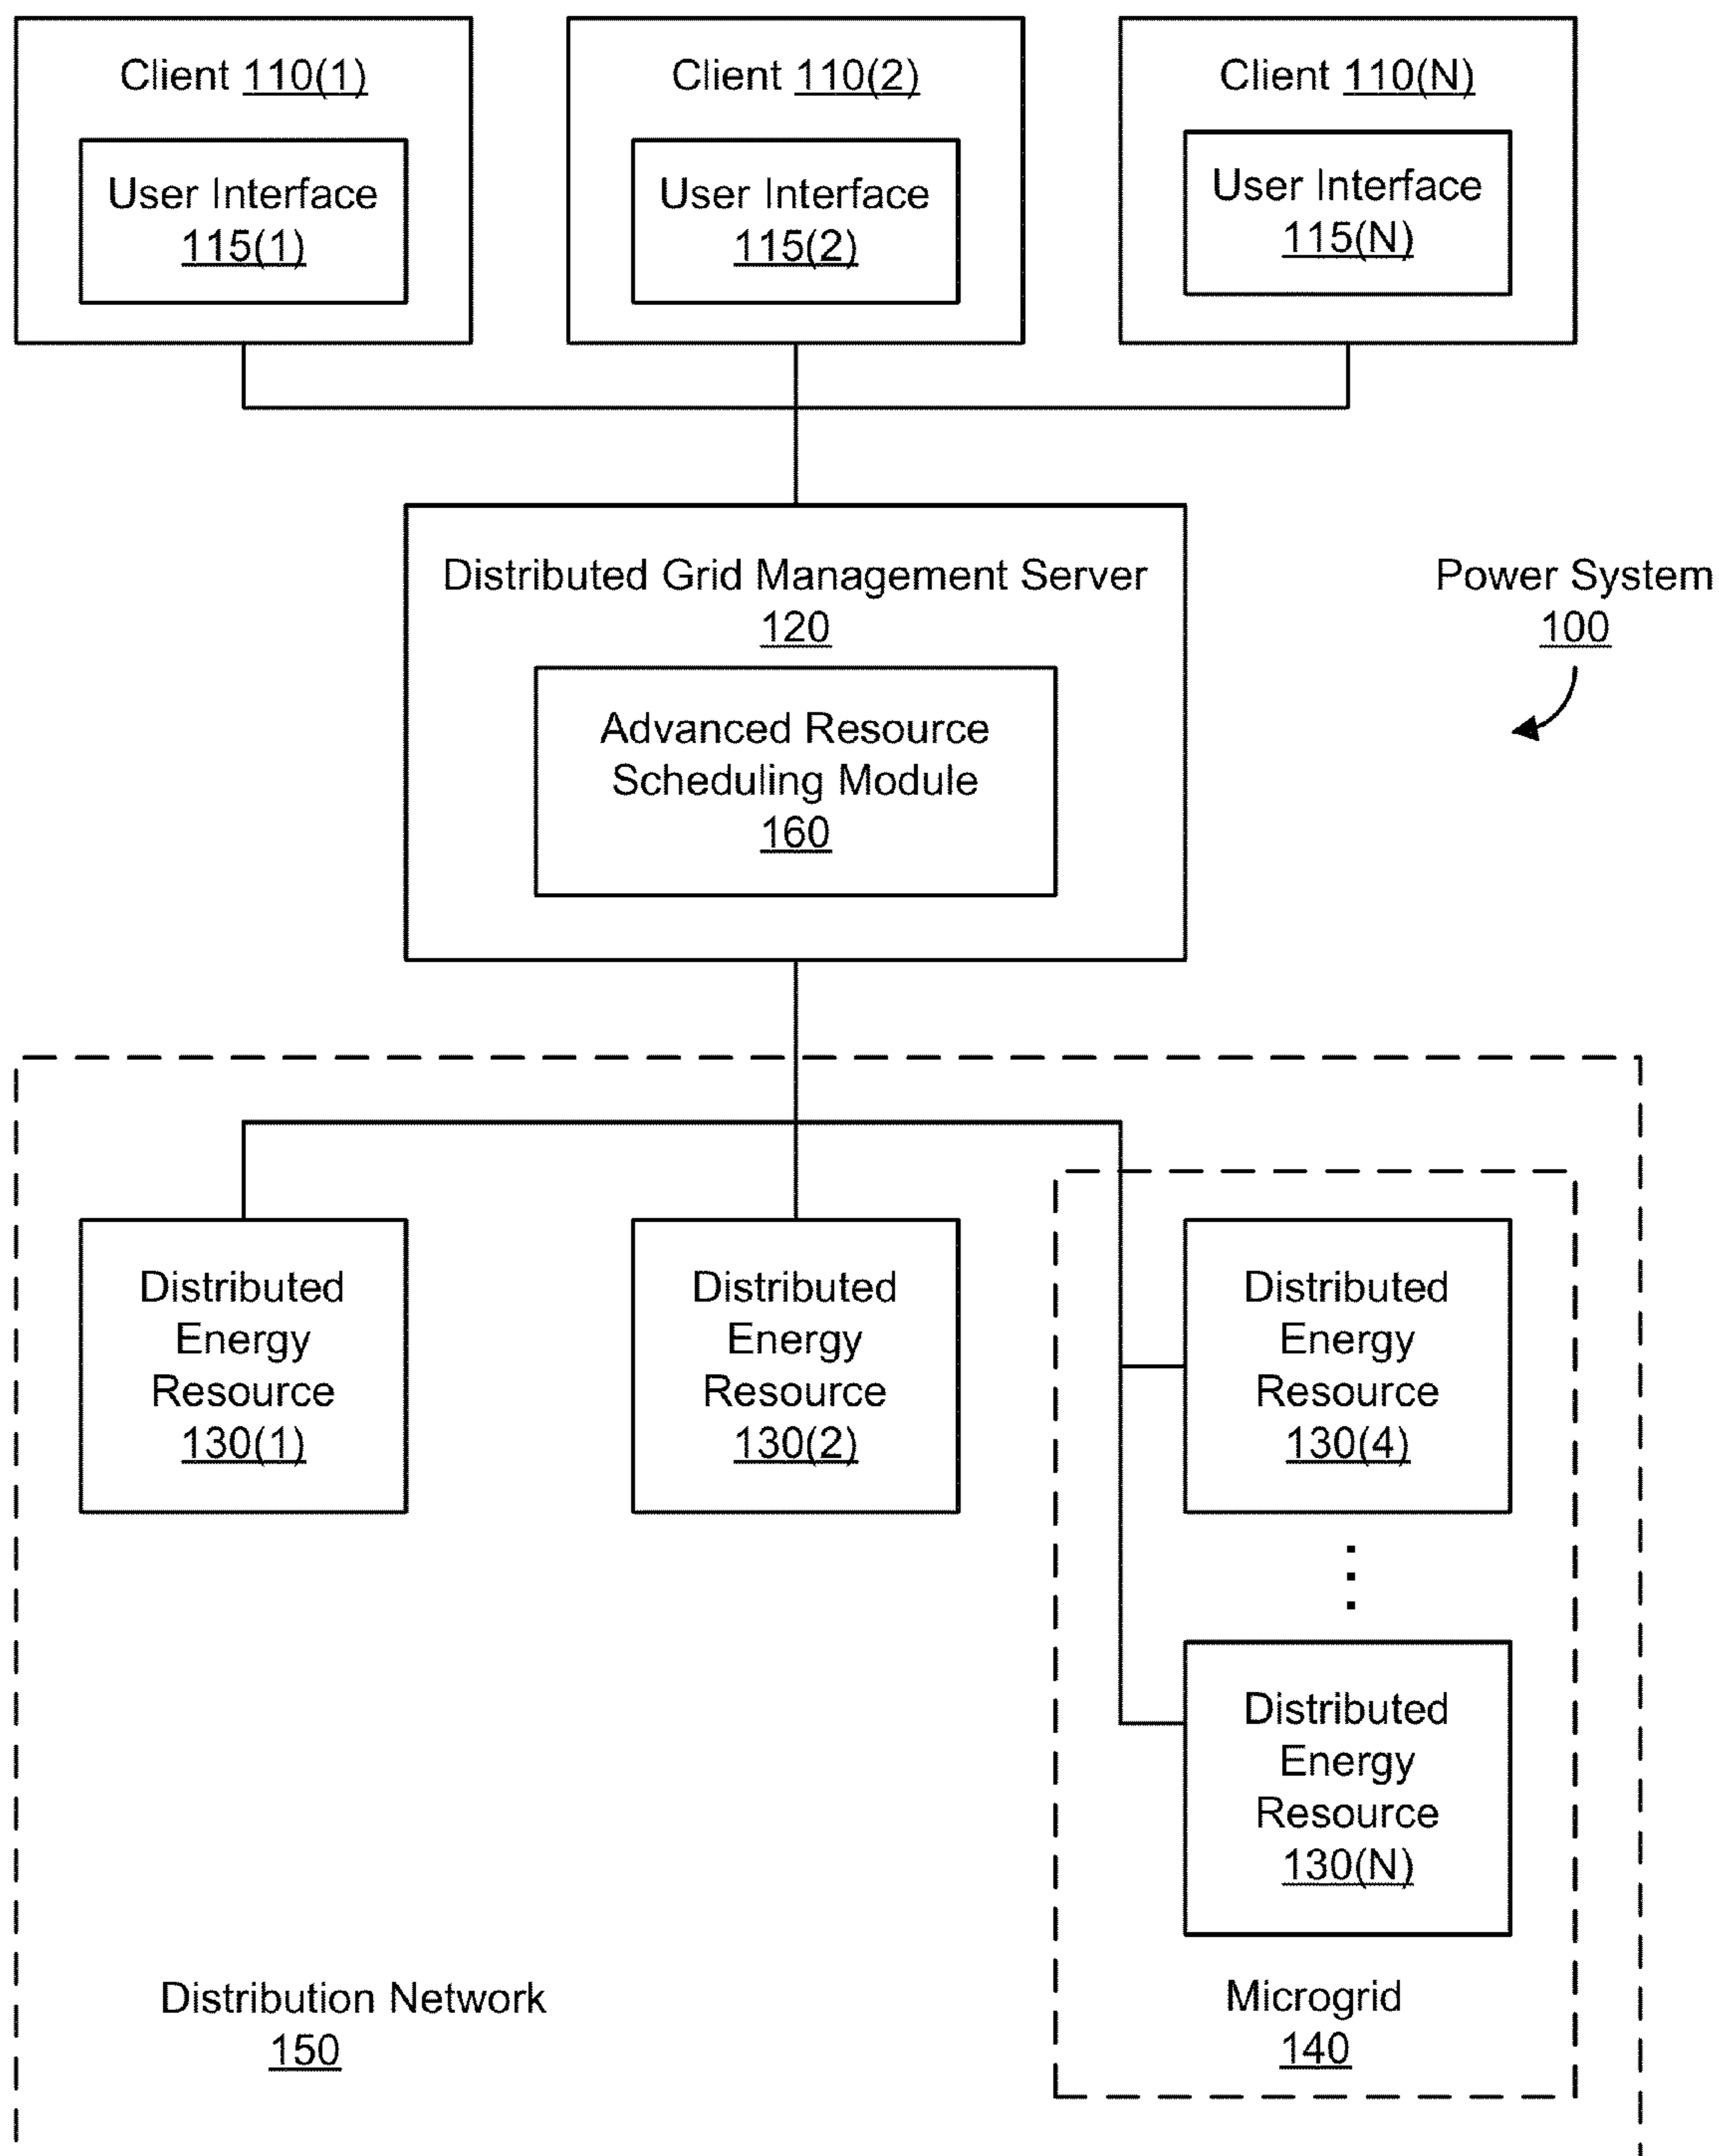 Client 110(1)
User Interface
115(1)
Client 110(2)
User Interface
115(2)
Client 110(N)
User Interface
115(N)
Distributed Grid Management Server
120
Advanced Resource
Scheduling Module
160
Power System
100
Distributed
Energy
Resource
130(1)
Distributed
Energy
Resource
130(2)
Distributed
Energy
Resource
130(4)
Distributed
Energy
Resource
130(N)
Distribution Network
150
Microgrid
140